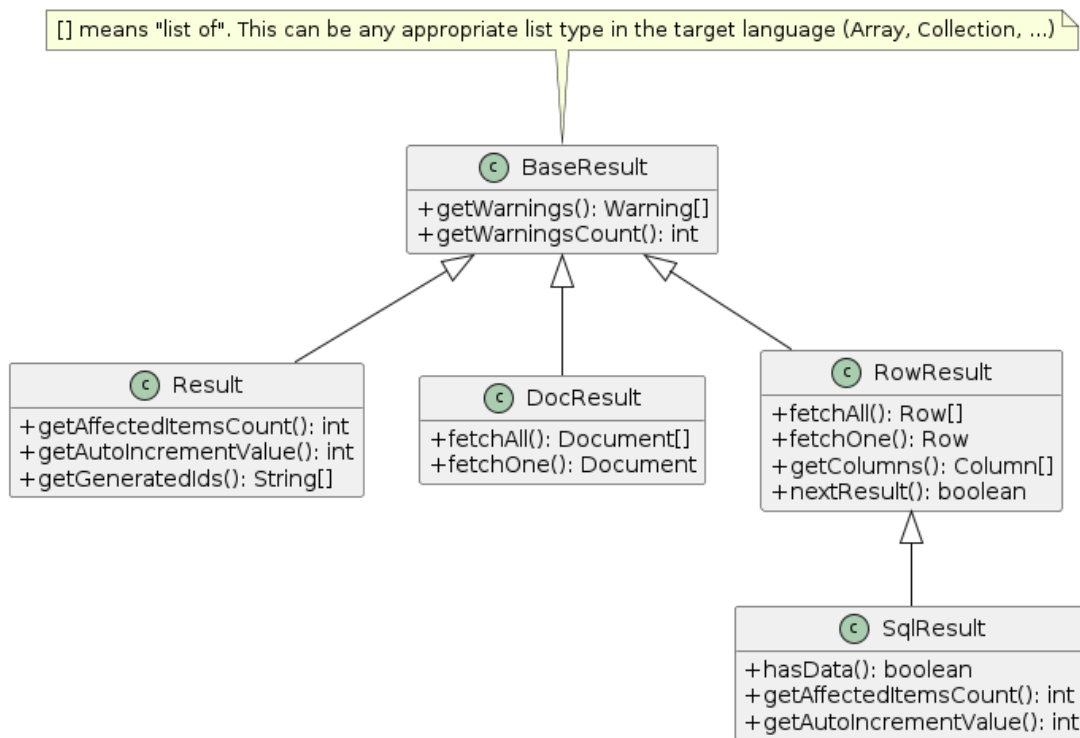 [] means "list of". This can be any appropriate list type in the target language (Array, Collection, ...)
C BaseResult
+getWarnings(): Warning[]
+getWarningsCount(): int
C Result
+getAffectedItemsCount(): int
+getAutoIncrementValue(): int
+getGeneratedIds(): String[]
C DocResult
+fetchAll(): Document[]
+fetchOne(): Document
C RowResult
+fetchAll(): Row[]
+fetchOne(): Row
+getColumns(): Column[]
+nextResult(): boolean
C SqlResult
+hasData(): boolean
+getAffectedItemsCount(): int
+getAutoIncrementValue(): int